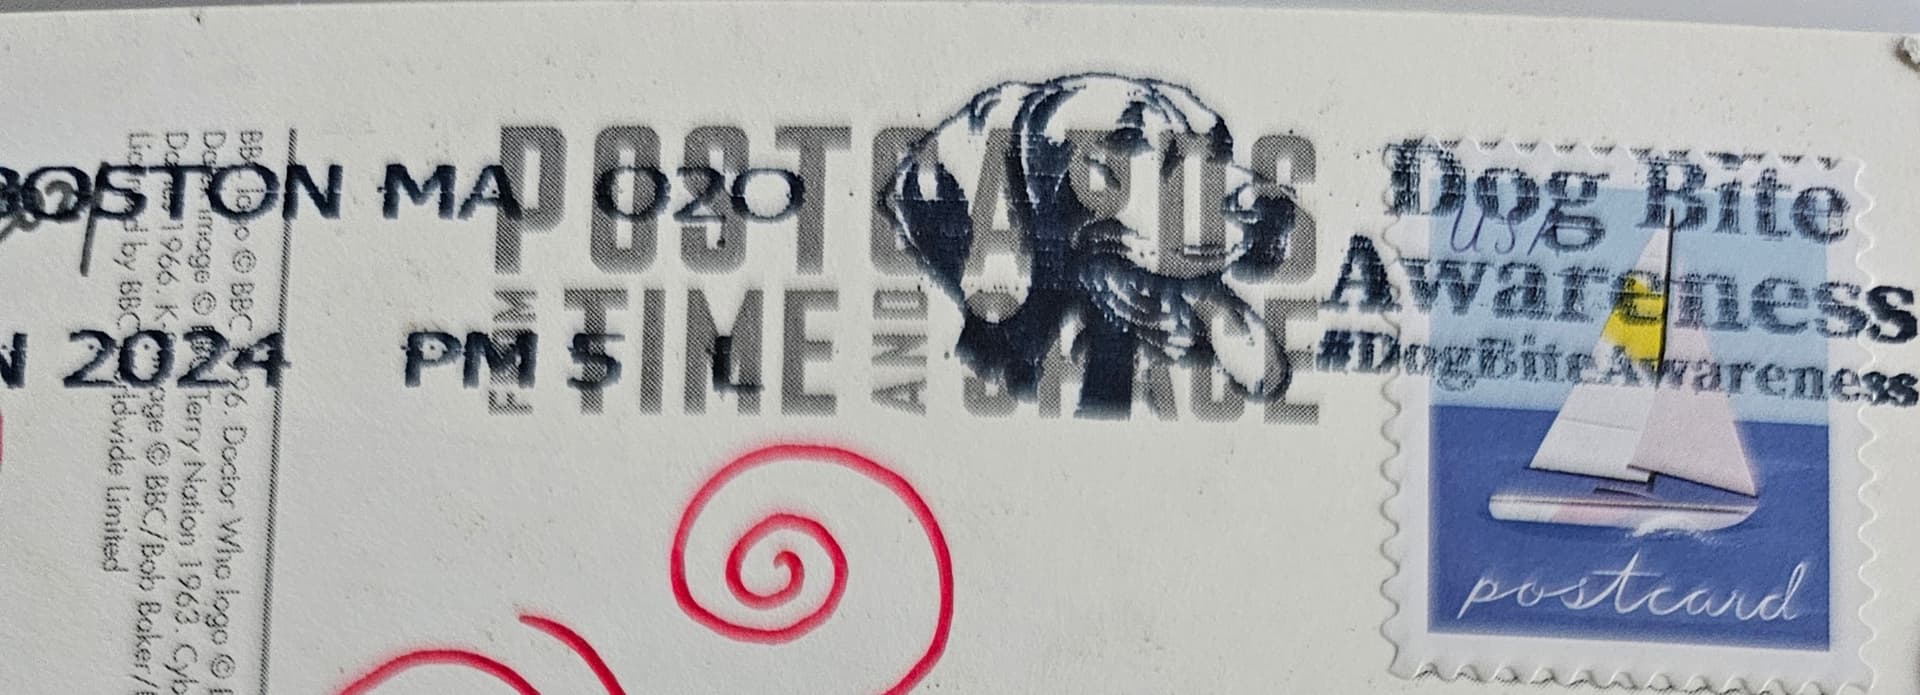 BOSTON MA 020
N 2024 PM 5 L
POSTCARDS
FROM TIME AND SPACE
Dog Bite
Awareness
#DogBiteAwareness
USA
postcard
BBC logo © BBC 1996. Doctor Who logo ©
Dalek image © Terry Nation 1963. Cyb
1966. K- image © BBC/Bob Baker/
Licensed by BBC Worldwide Limited